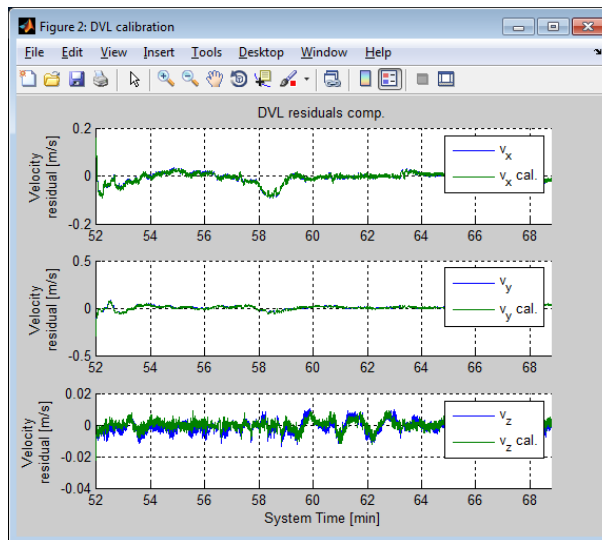 Figure 2: DVL calibration
File Edit View Insert Tools Desktop Window Help
DVL residuals comp.
Velocity
residual [m/s]
0.2
0
-0.2
v_x
v_x cal.
52 54 56 58 60 62 64 66 68
Velocity
residual [m/s]
0.5
0
-0.5
v_y
v_y cal.
52 54 56 58 60 62 64 66 68
Velocity
residual [m/s]
0.02
0
-0.02
-0.04
v_z
v_z cal.
52 54 56 58 60 62 64 66 68
System Time [min]